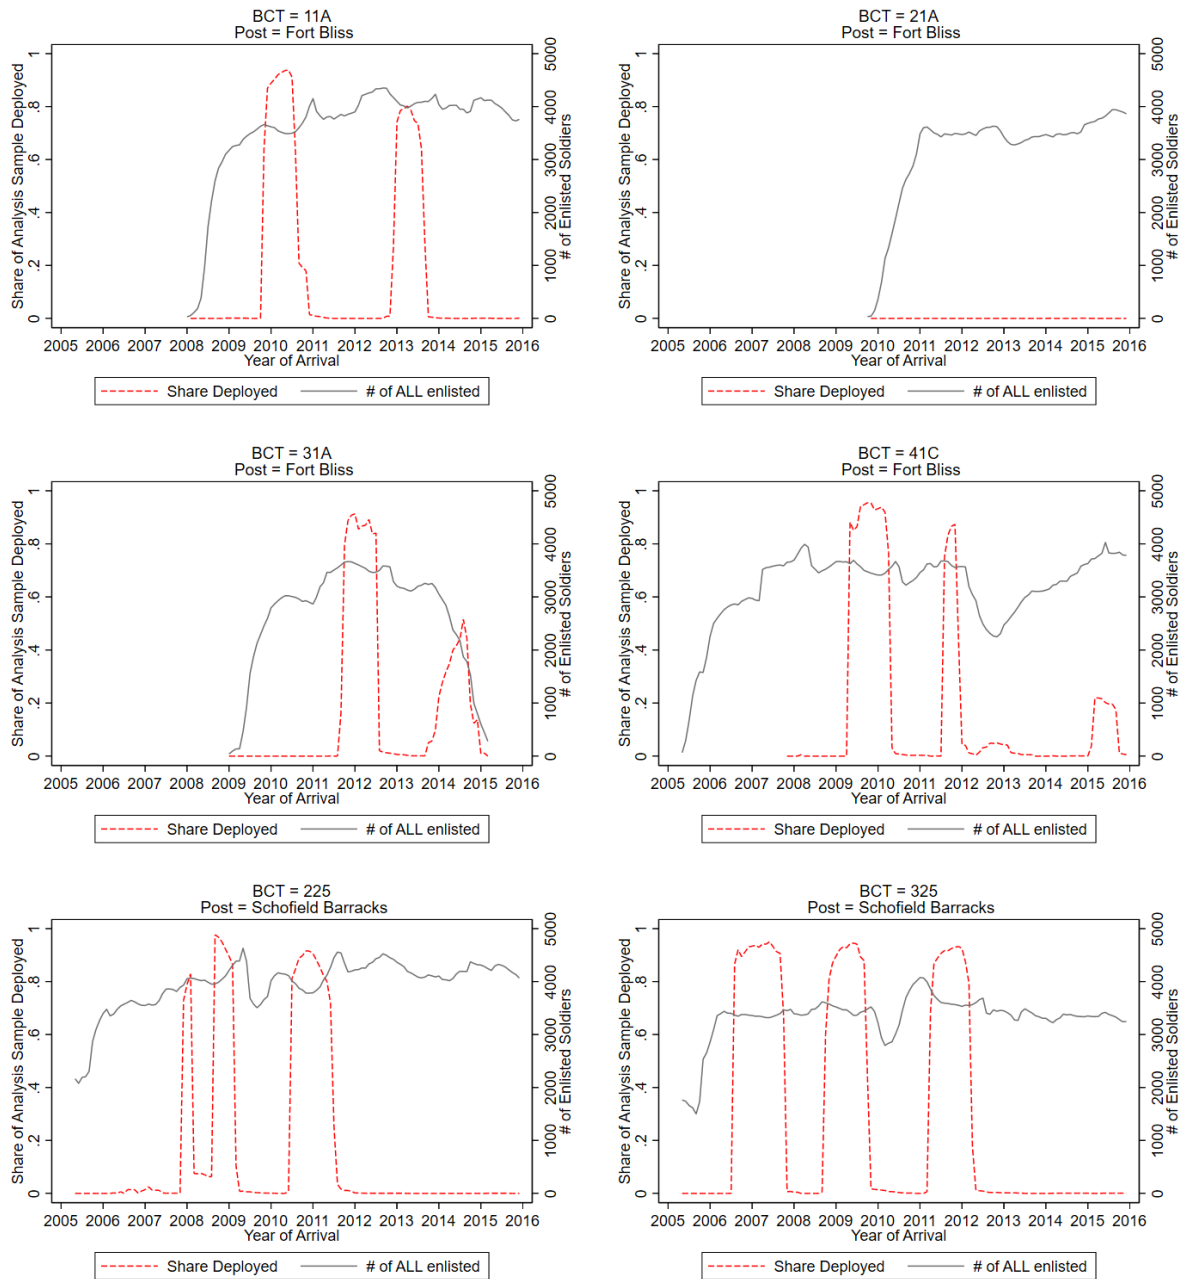 BCT = 11A
Post = Fort Bliss
Share of Analysis Sample Deployed
0 .2 .4 .6 .8 1
# of Enlisted Soldiers
0 1000 2000 3000 4000 5000
2005 2006 2007 2008 2009 2010 2011 2012 2013 2014 2015 2016
Year of Arrival
Share Deployed # of ALL enlisted
BCT = 21A
Post = Fort Bliss
Share of Analysis Sample Deployed
0 .2 .4 .6 .8 1
# of Enlisted Soldiers
0 1000 2000 3000 4000 5000
2005 2006 2007 2008 2009 2010 2011 2012 2013 2014 2015 2016
Year of Arrival
Share Deployed # of ALL enlisted
BCT = 31A
Post = Fort Bliss
Share of Analysis Sample Deployed
0 .2 .4 .6 .8 1
# of Enlisted Soldiers
0 1000 2000 3000 4000 5000
2005 2006 2007 2008 2009 2010 2011 2012 2013 2014 2015 2016
Year of Arrival
Share Deployed # of ALL enlisted
BCT = 41C
Post = Fort Bliss
Share of Analysis Sample Deployed
0 .2 .4 .6 .8 1
# of Enlisted Soldiers
0 1000 2000 3000 4000 5000
2005 2006 2007 2008 2009 2010 2011 2012 2013 2014 2015 2016
Year of Arrival
Share Deployed # of ALL enlisted
BCT = 225
Post = Schofield Barracks
Share of Analysis Sample Deployed
0 .2 .4 .6 .8 1
# of Enlisted Soldiers
0 1000 2000 3000 4000 5000
2005 2006 2007 2008 2009 2010 2011 2012 2013 2014 2015 2016
Year of Arrival
Share Deployed # of ALL enlisted
BCT = 325
Post = Schofield Barracks
Share of Analysis Sample Deployed
0 .2 .4 .6 .8 1
# of Enlisted Soldiers
0 1000 2000 3000 4000 5000
2005 2006 2007 2008 2009 2010 2011 2012 2013 2014 2015 2016
Year of Arrival
Share Deployed # of ALL enlisted